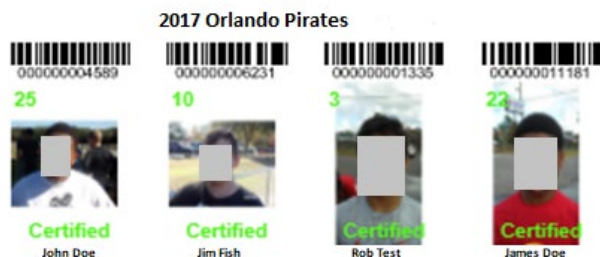 2017 Orlando Pirates
000000004589 000000006231 000000001335 000000011181
25 10 3 22
Certified Certified Certified Certified
John Doe Jim Fish Rob Test James Doe